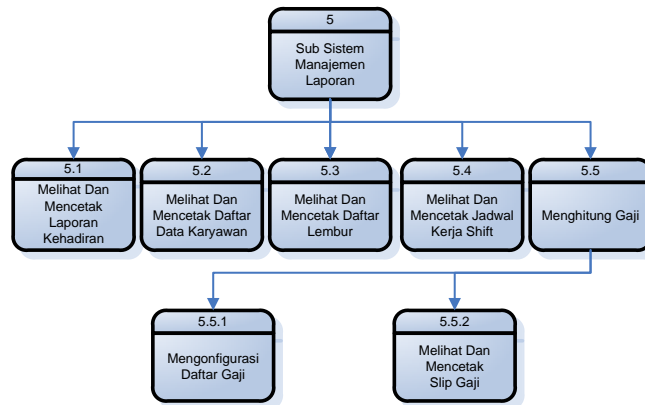 5
Sub Sistem
Manajemen
Laporan
5.1
Melihat Dan
Mencetak
Laporan
Kehadiran
5.2
Melihat Dan
Mencetak Daftar
Data Karyawan
5.3
Melihat Dan
Mencetak Daftar
Lembur
5.4
Melihat Dan
Mencetak Jadwal
Kerja Shift
5.5
Menghitung Gaji
5.5.1
Mengonfigurasi
Daftar Gaji
5.5.2
Melihat Dan
Mencetak
Slip Gaji